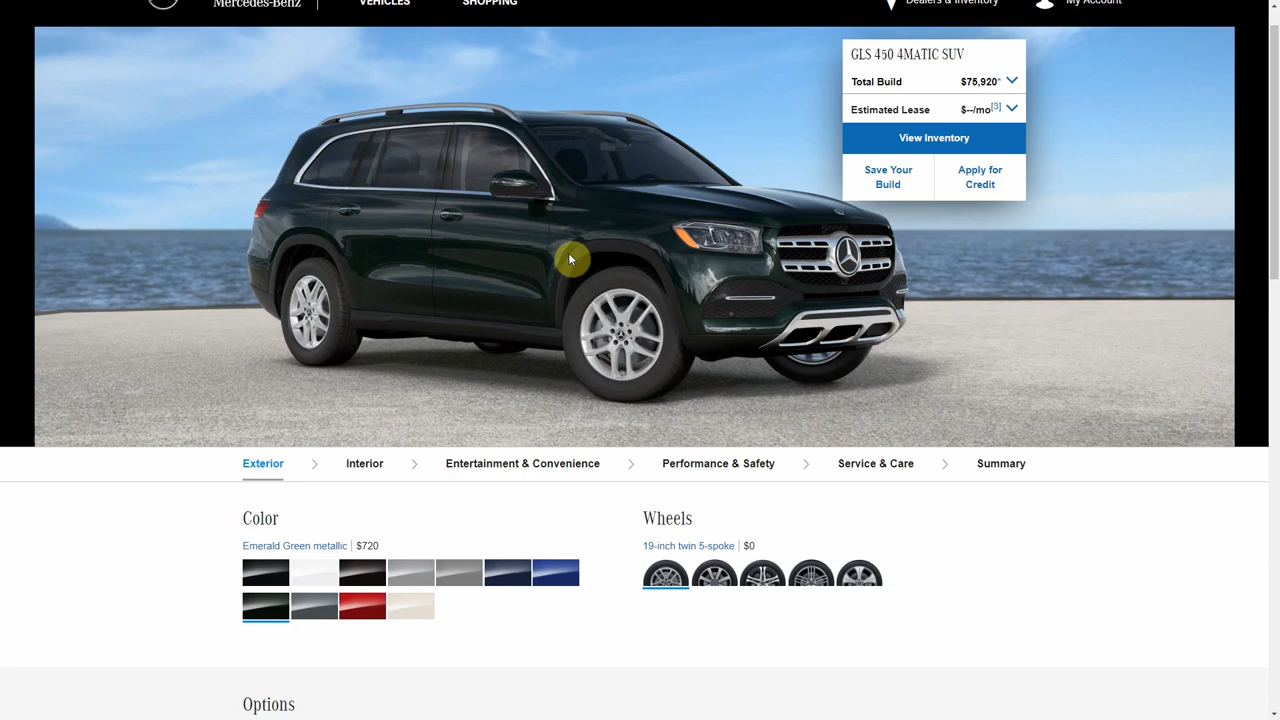 Mercedes-Benz
VEHICLES
SHOPPING
Dealers & Inventory
My Account
GLS 450 4MATIC SUV
Total Build $75,920*
Estimated Lease $--/mo[3]
View Inventory
Save Your
Build
Apply for
Credit
Exterior
Interior
Entertainment & Convenience
Performance & Safety
Service & Care
Summary
Color
Emerald Green metallic | $720
Wheels
19-inch twin 5-spoke | $0
Options